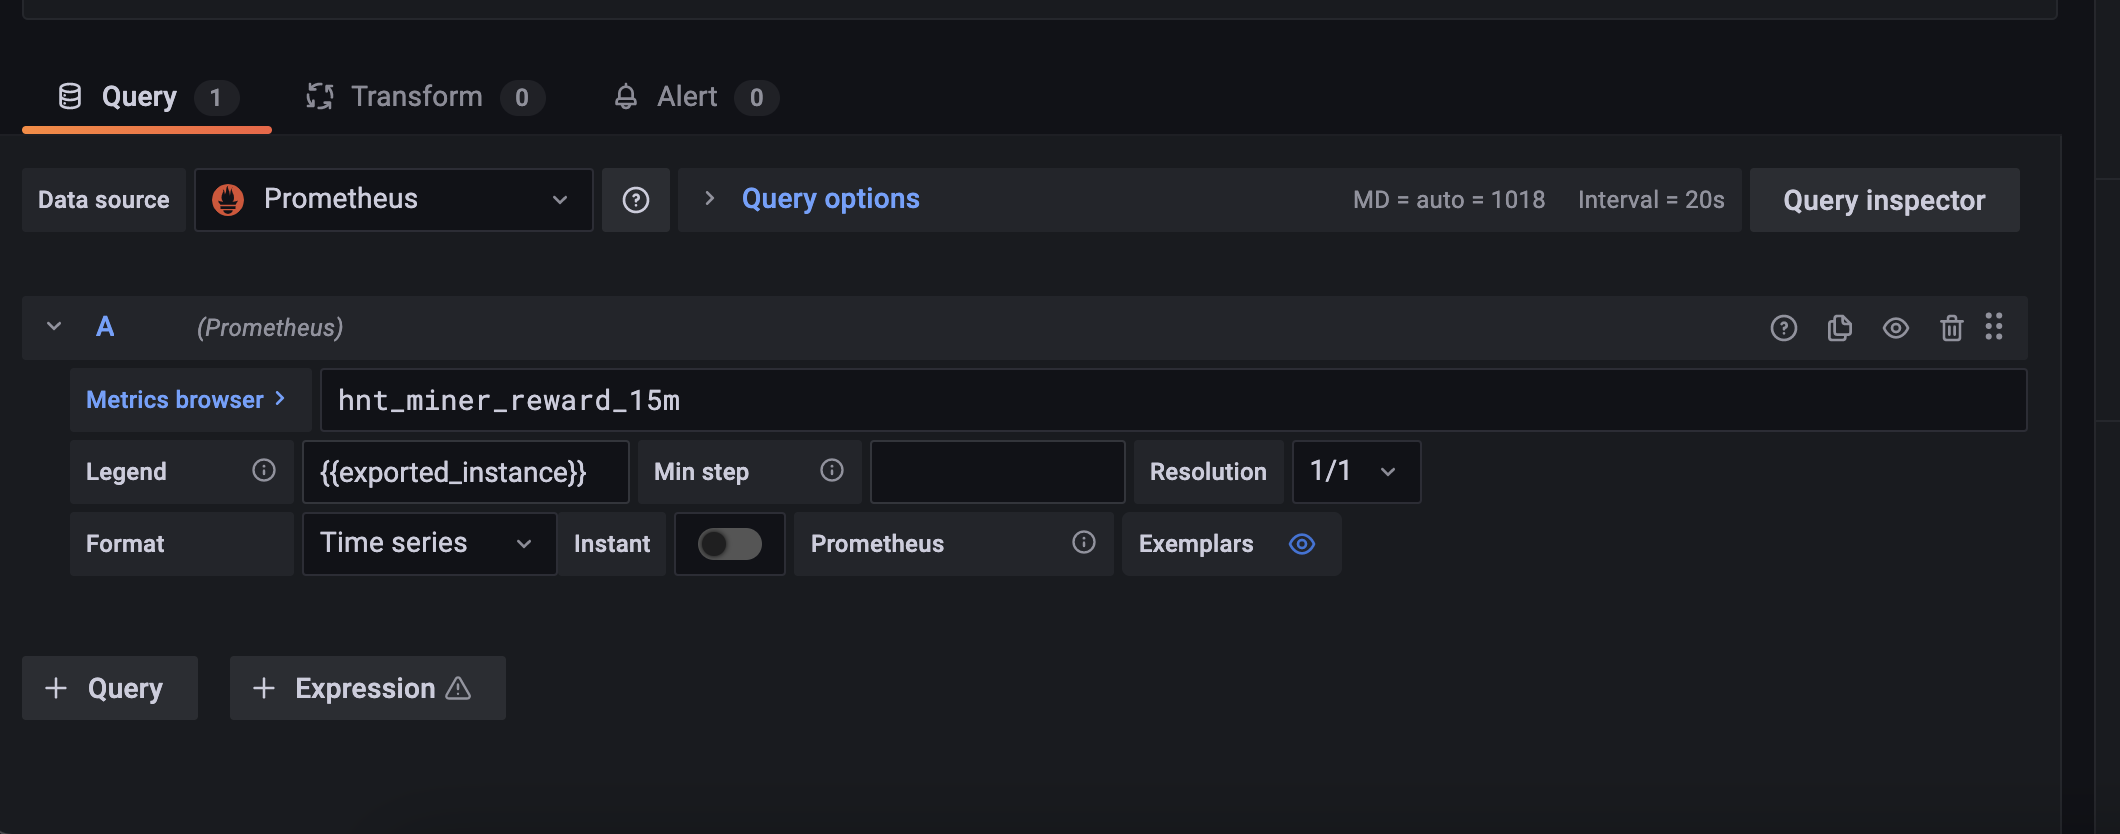 Query 1 Transform 0 Alert 0
Data source Prometheus Query options MD = auto = 1018 Interval = 20s Query inspector
A (Prometheus)
Metrics browser hnt_miner_reward_15m
Legend {{exported_instance}} Min step Resolution 1/1
Format Time series Instant Prometheus Exemplars
+ Query + Expression